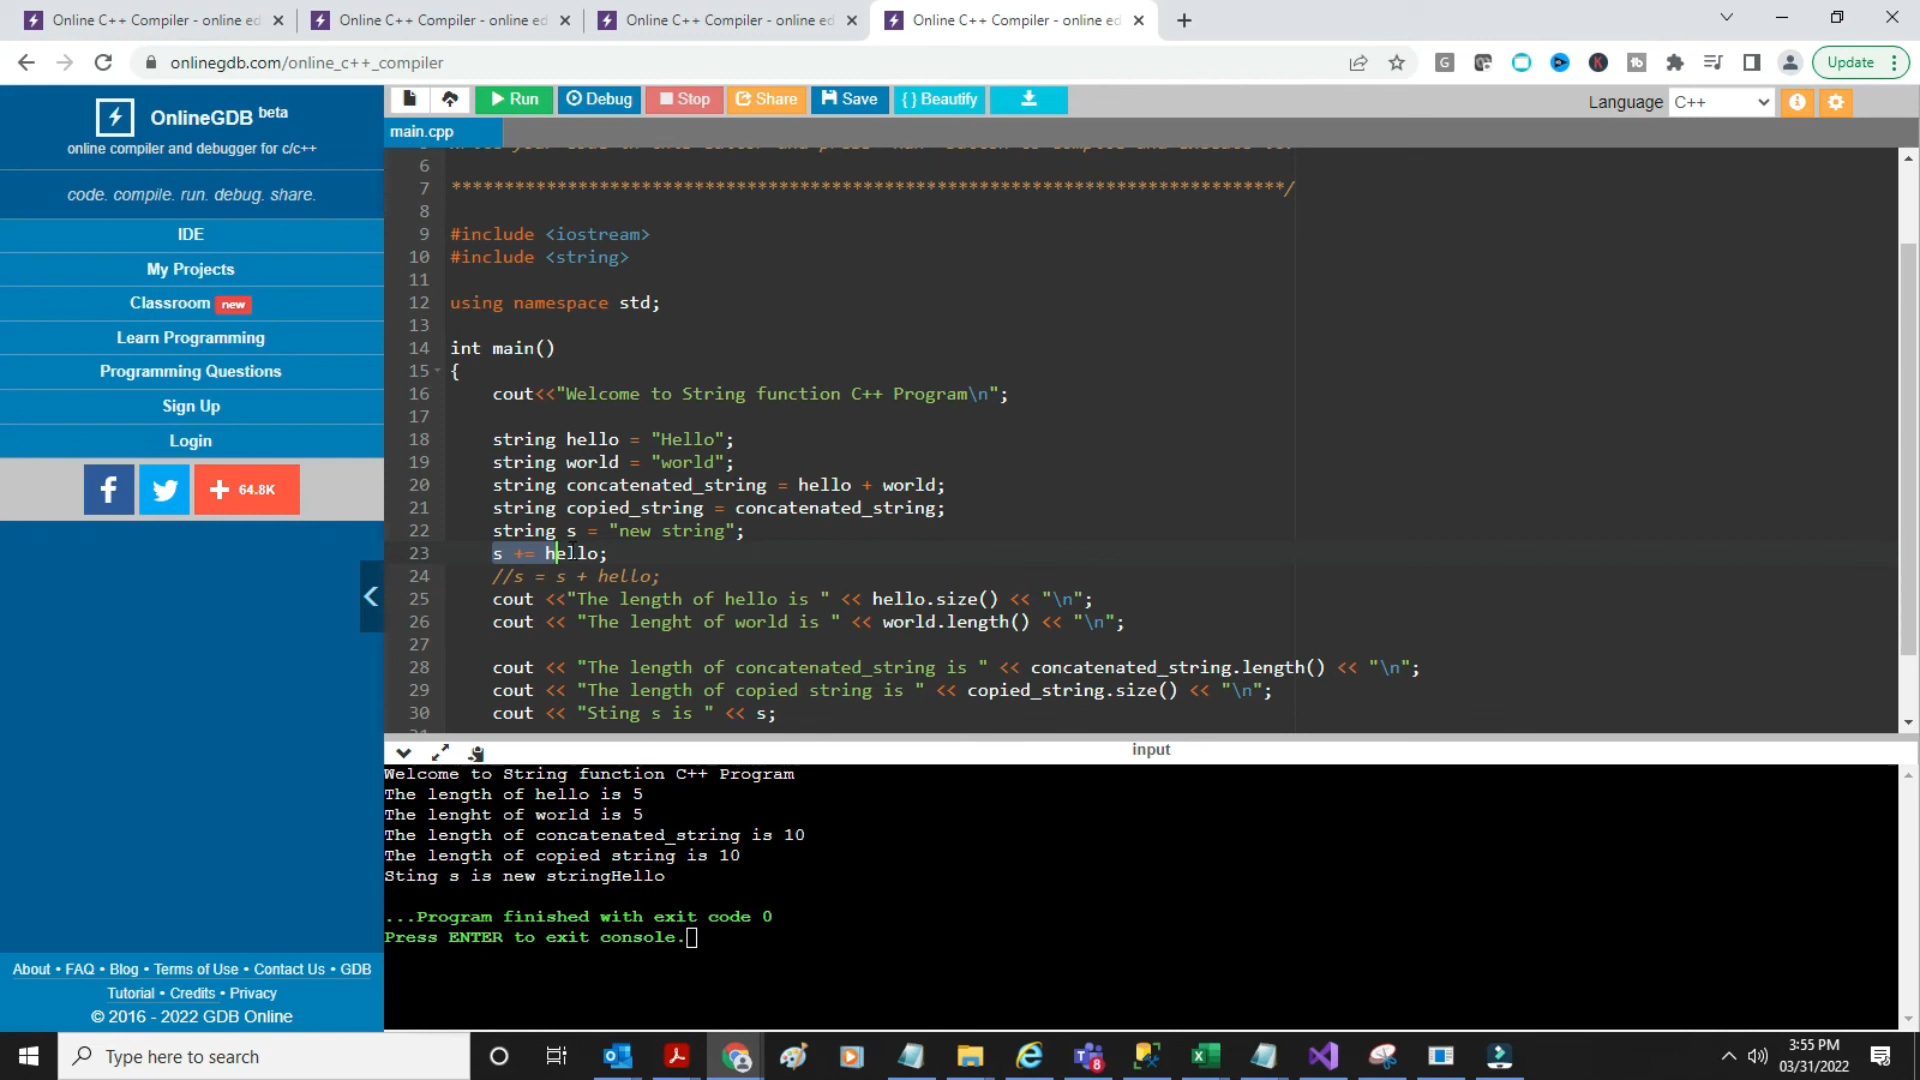 Online C++ Compiler - online ed
Online C++ Compiler - online ed
Online C++ Compiler - online ed
Online C++ Compiler - online ed
onlinegdb.com/online_c++_compiler
Update
OnlineGDB beta
online compiler and debugger for c/c++
code. compile. run. debug. share.
IDE
My Projects
Classroom new
Learn Programming
Programming Questions
Sign Up
Login
64.8K
About • FAQ • Blog • Terms of Use • Contact Us • GDB
Tutorial • Credits • Privacy
© 2016 - 2022 GDB Online
Run
Debug
Stop
Share
Save
{ } Beautify
Language C++
main.cpp
6
7 *******************************************************************************/
8
9 #include <iostream>
10 #include <string>
11
12 using namespace std;
13
14 int main()
15 {
16 cout<<"Welcome to String function C++ Program\n";
17
18 string hello = "Hello";
19 string world = "world";
20 string concatenated_string = hello + world;
21 string copied_string = concatenated_string;
22 string s = "new string";
23 s += hello;
24 //s = s + hello;
25 cout <<"The length of hello is " << hello.size() << "\n";
26 cout << "The lenght of world is " << world.length() << "\n";
27
28 cout << "The length of concatenated_string is " << concatenated_string.length() << "\n";
29 cout << "The length of copied string is " << copied_string.size() << "\n";
30 cout << "Sting s is " << s;
input
Welcome to String function C++ Program
The length of hello is 5
The lenght of world is 5
The length of concatenated_string is 10
The length of copied string is 10
Sting s is new stringHello
...Program finished with exit code 0
Press ENTER to exit console.
Type here to search
8
3:55 PM
03/31/2022